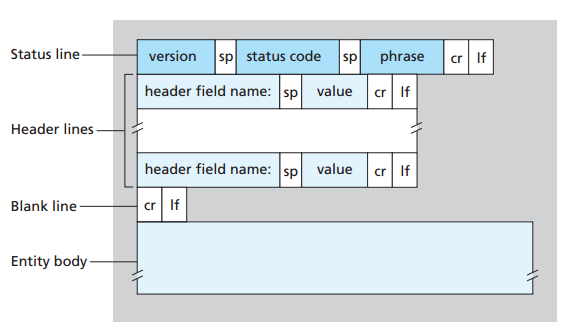 Status line version sp status code sp phrase cr lf
header field name: sp value cr lf
Header lines
header field name: sp value cr lf
Blank line cr lf
Entity body